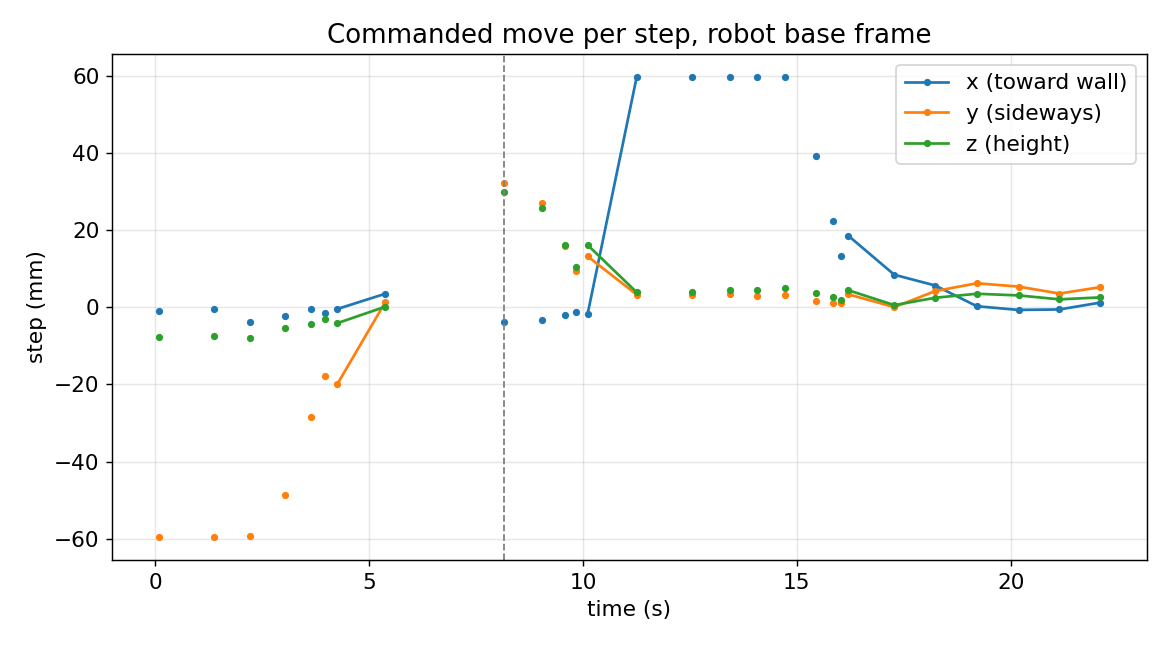 Commanded move per step, robot base frame
x (toward wall)
y (sideways)
z (height)
60
40
20
0
−20
−40
−60
step (mm)
0
5
10
15
20
time (s)